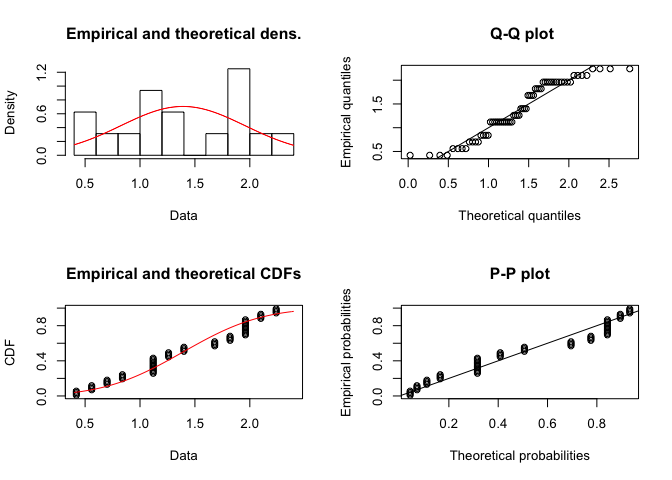 Empirical and theoretical dens.
Density
0.0 0.6 1.2
0.5 1.0 1.5 2.0
Data
Q-Q plot
Empirical quantiles
0.5 1.5
0.0 0.5 1.0 1.5 2.0 2.5
Theoretical quantiles
Empirical and theoretical CDFs
CDF
0.0 0.4 0.8
0.5 1.0 1.5 2.0
Data
P-P plot
Empirical probabilities
0.0 0.4 0.8
0.2 0.4 0.6 0.8
Theoretical probabilities